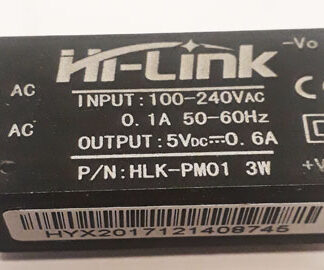 Hi-Link
-Vo
AC
INPUT:100-240VAC
0.1A 50-60Hz
AC
OUTPUT:5VDC⎓0.6A
P/N:HLK-PM01 3W
+V
HYX2017121408745